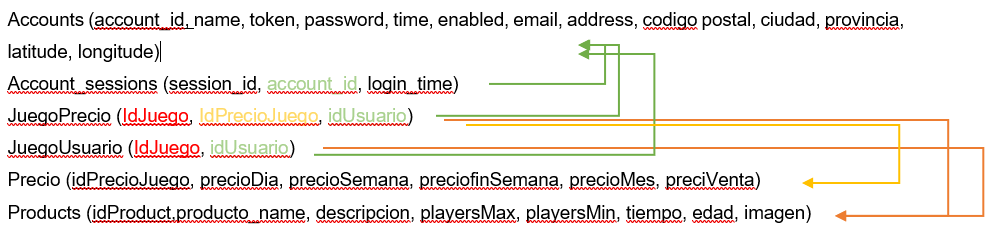 Accounts (account_id, name, token, password, time, enabled, email, address, codigo postal, ciudad, provincia,
latitude, longitude)
Account_sessions (session_id, account_id, login_time)
JuegoPrecio (IdJuego, IdPrecioJuego, idUsuario)
JuegoUsuario (IdJuego, idUsuario)
Precio (idPrecioJuego, precioDia, precioSemana, preciofinSemana, precioMes, preciVenta)
Products (idProduct,producto_name, descripcion, playersMax, playersMin, tiempo, edad, imagen)